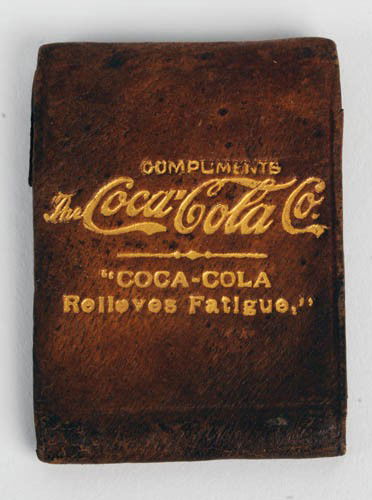 COMPLIMENTS
The Coca-Cola Co.
"COCA-COLA
Relieves Fatigue."